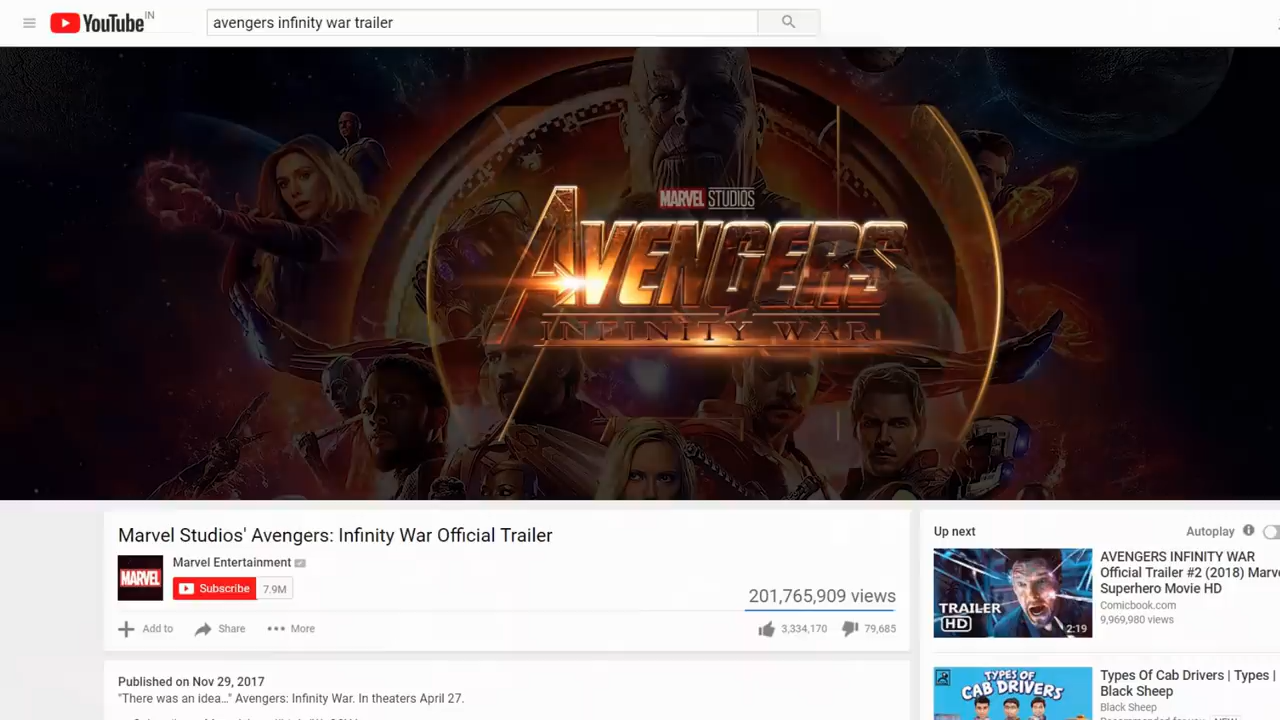 YouTube IN
avengers infinity war trailer
MARVEL STUDIOS
AVENGERS
INFINITY WAR
Marvel Studios' Avengers: Infinity War Official Trailer
MARVEL
Marvel Entertainment
Subscribe 7.9M
201,765,909 views
Add to Share More
3,334,170 79,685
Published on Nov 29, 2017
"There was an idea…" Avengers: Infinity War. In theaters April 27.
Up next Autoplay
TRAILER
HD
2:19
AVENGERS INFINITY WAR
Official Trailer #2 (2018)
Superhero Movie HD
Comicbook.com
9,969,980 views
TYPES OF
CAB DRIVERS
Types Of Cab Drivers | Types |
Black Sheep
Black Sheep